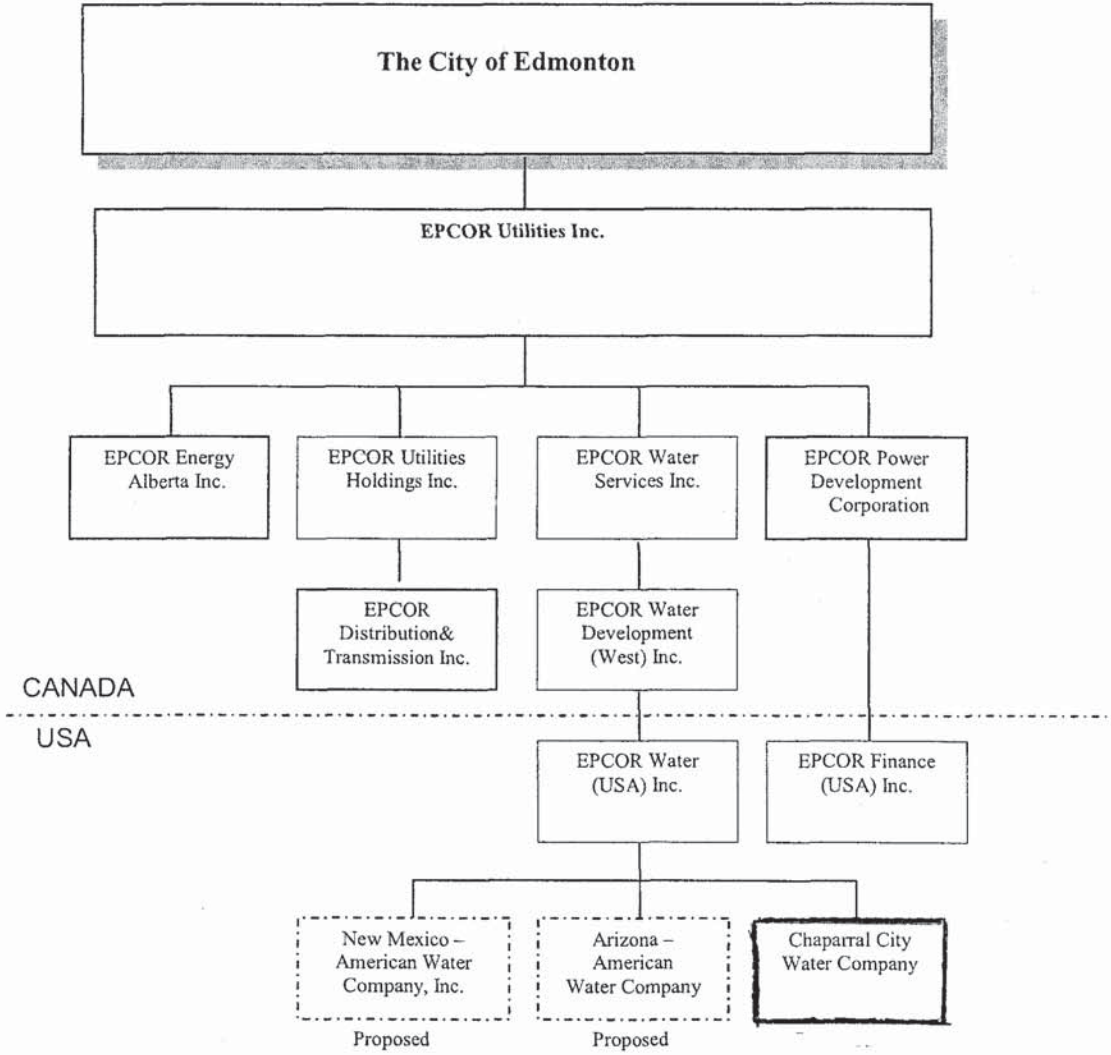 The City of Edmonton
EPCOR Utilities Inc.
EPCOR Energy
Alberta Inc.
EPCOR Utilities
Holdings Inc.
EPCOR Water
Services Inc.
EPCOR Power
Development
Corporation
EPCOR
Distribution&
Transmission Inc.
EPCOR Water
Development
(West) Inc.
CANADA
USA
EPCOR Water
(USA) Inc.
EPCOR Finance
(USA) Inc.
New Mexico –
American Water
Company, Inc.
Arizona –
American
Water Company
Chaparral City
Water Company
Proposed
Proposed